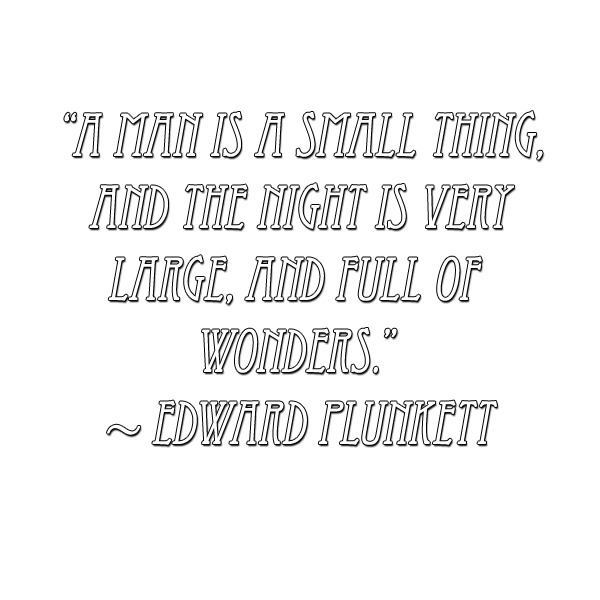 “A MAN IS A SMALL THING,
AND THE NIGHT IS VERY
LARGE, AND FULL OF
WONDERS.”
~ EDWARD PLUNKETT